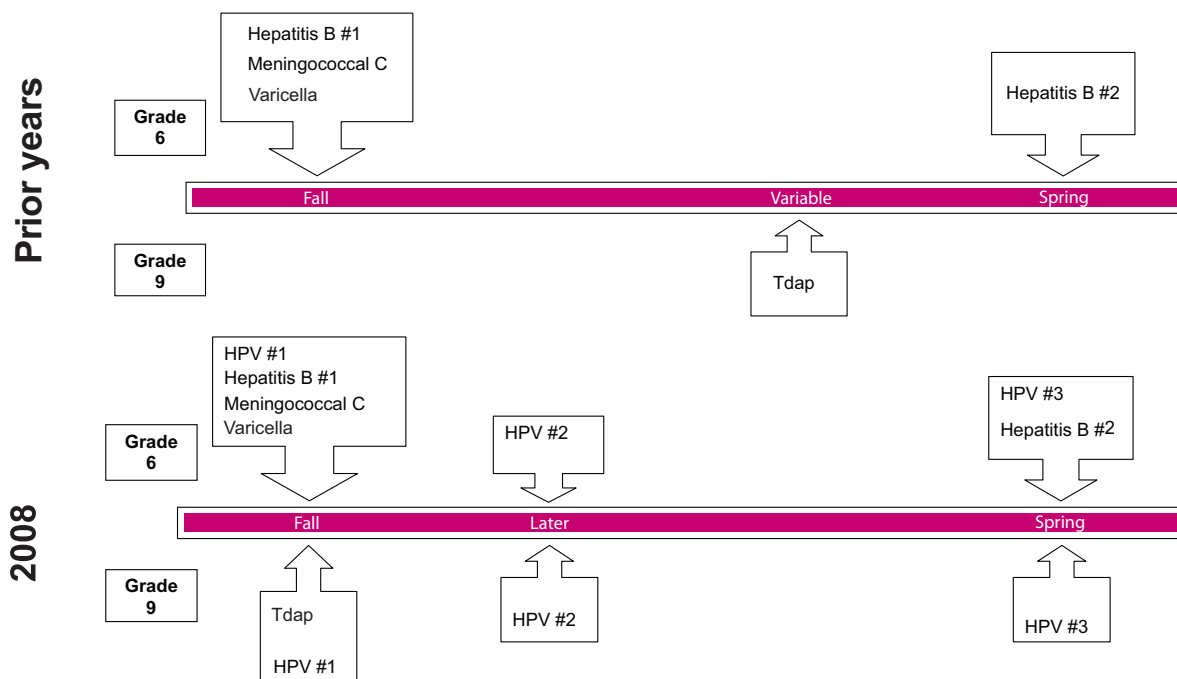 Prior years
Hepatitis B #1
Meningococcal C
Varicella
Hepatitis B #2
Grade
6
Fall
Variable
Spring
Grade
9
Tdap
2008
HPV #1
Hepatitis B #1
Meningococcal C
Varicella
HPV #2
HPV #3
Hepatitis B #2
Grade
6
Fall
Later
Spring
Grade
9
Tdap
HPV #1
HPV #2
HPV #3